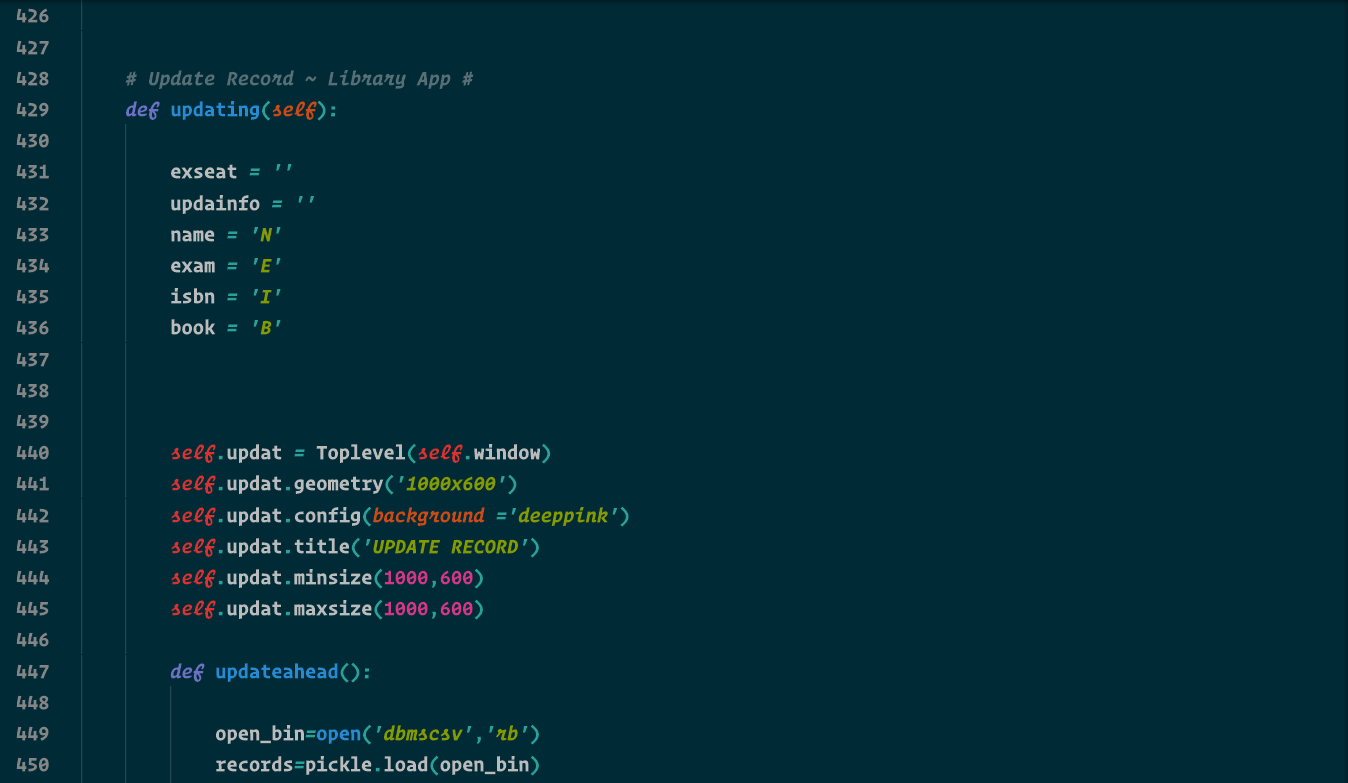 426
427
428 # Update Record ~ Library App #
429 def updating(self):
430
431 exseat = ''
432 updainfo = ''
433 name = 'N'
434 exam = 'E'
435 isbn = 'I'
436 book = 'B'
437
438
439
440 self.updat = Toplevel(self.window)
441 self.updat.geometry('1000x600')
442 self.updat.config(background ='deeppink')
443 self.updat.title('UPDATE RECORD')
444 self.updat.minsize(1000,600)
445 self.updat.maxsize(1000,600)
446
447 def updateahead():
448
449 open_bin=open('dbmscsv','rb')
450 records=pickle.load(open_bin)